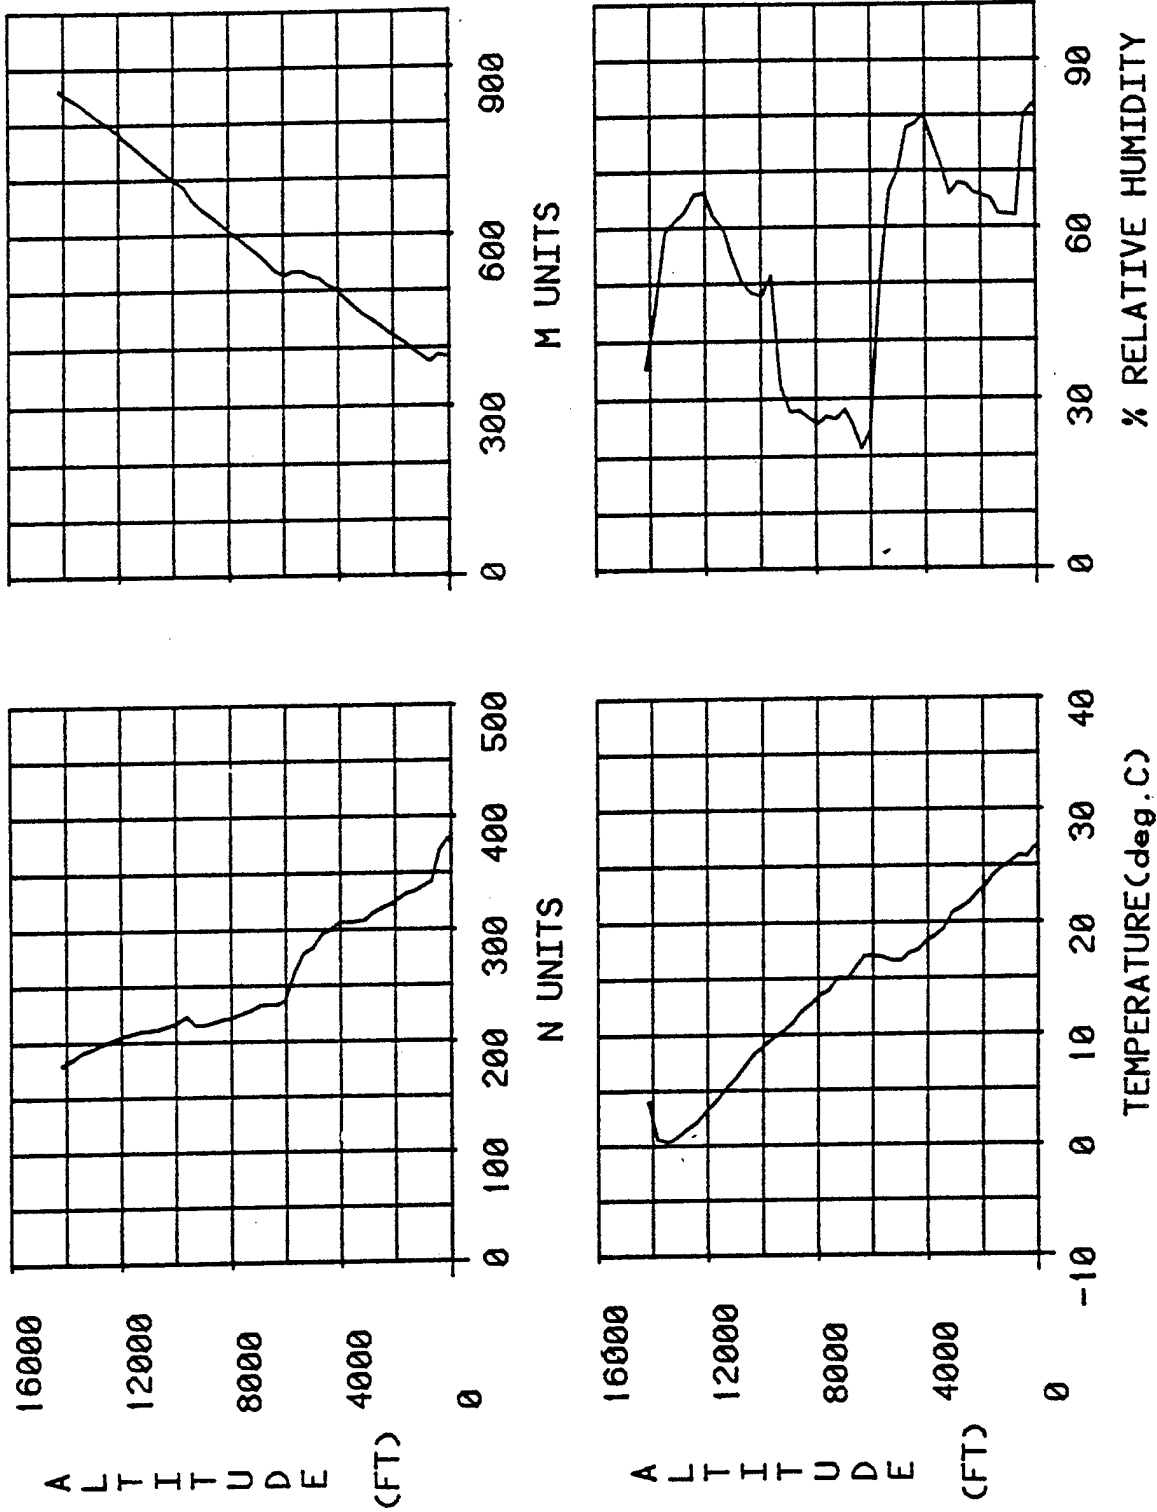 A
L
T
I
T
U
D
E
(FT)
16000
12000
8000
4000
0
0 100 200 300 400 500
N UNITS
0 300 600 900
M UNITS
A
L
T
I
T
U
D
E
(FT)
16000
12000
8000
4000
0
-10 0 10 20 30 40
TEMPERATURE(deg.C)
0 30 60 90
% RELATIVE HUMIDITY